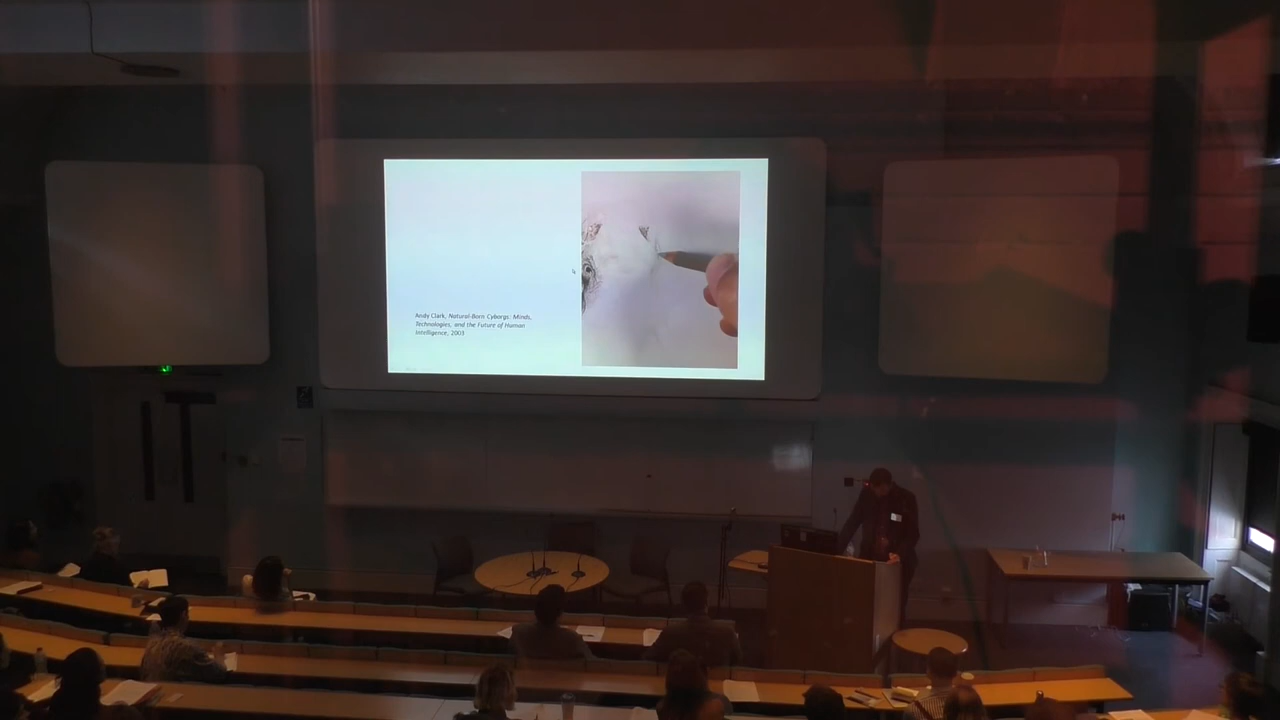 Andy Clark, Natural-Born Cyborgs: Minds,
Technologies, and the Future of Human
Intelligence, 2003